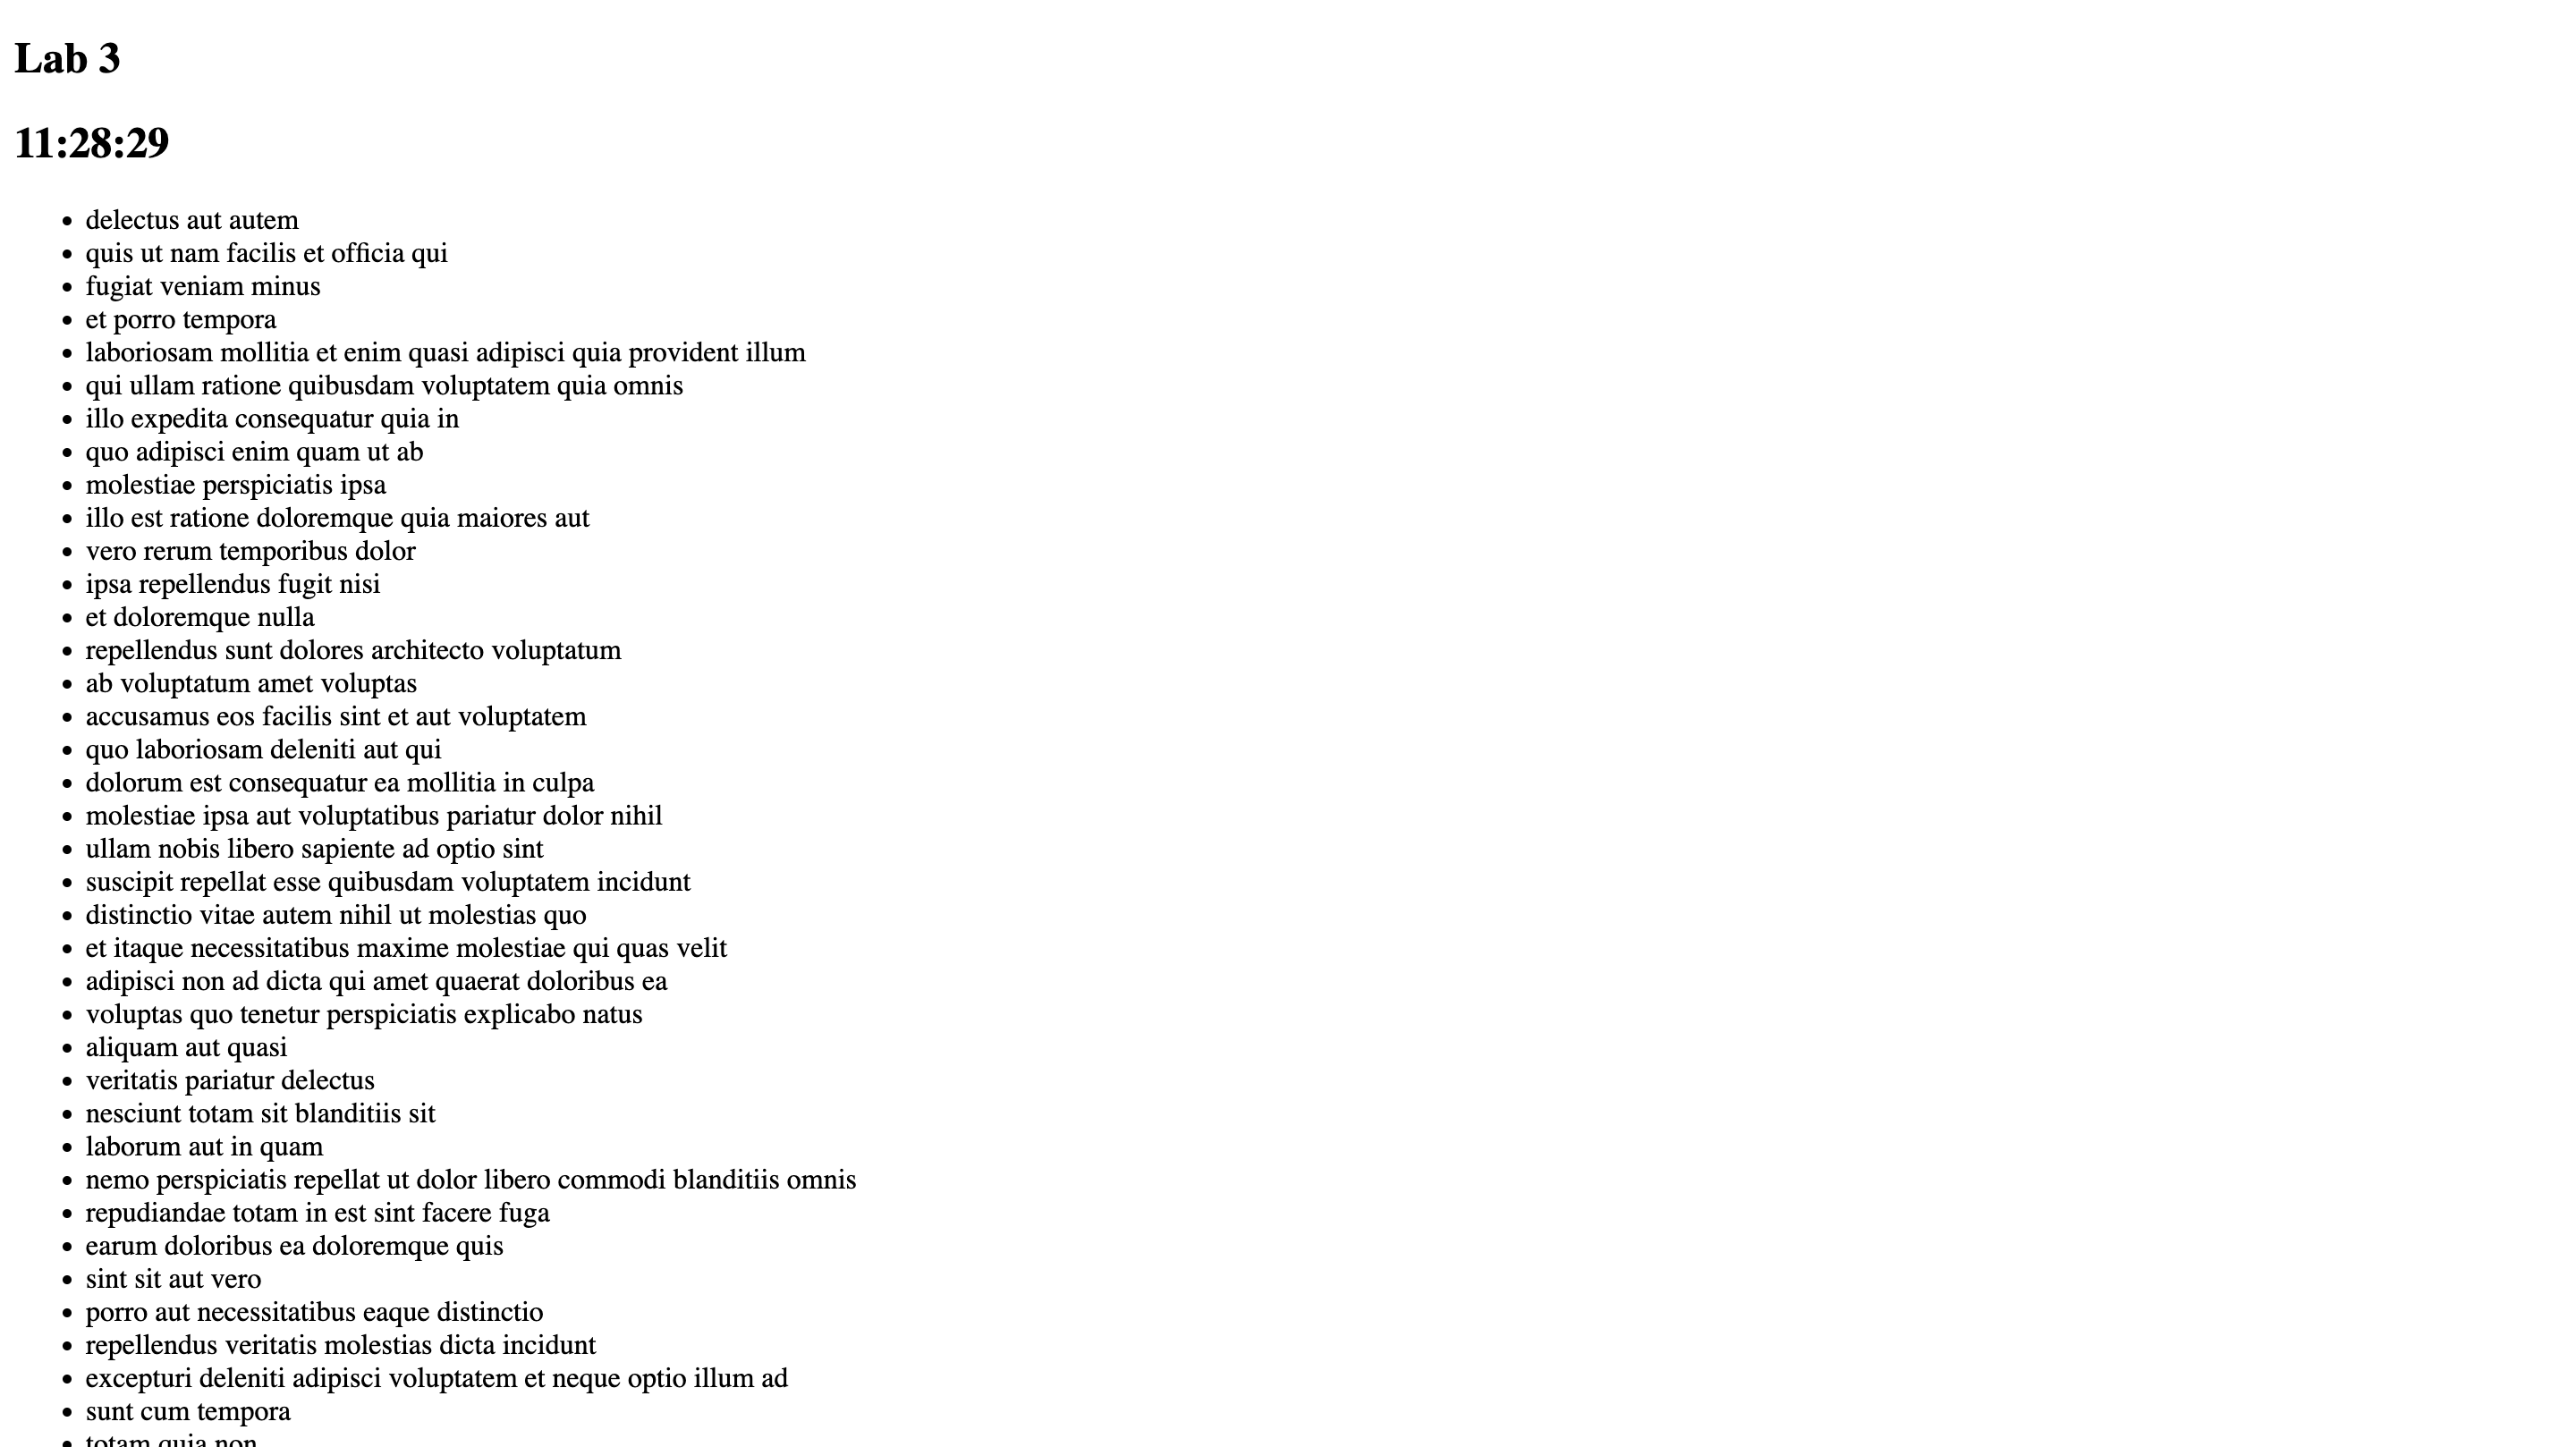 Lab 3
11:28:29
delectus aut autem
quis ut nam facilis et officia qui
fugiat veniam minus
et porro tempora
laboriosam mollitia et enim quasi adipisci quia provident illum
qui ullam ratione quibusdam voluptatem quia omnis
illo expedita consequatur quia in
quo adipisci enim quam ut ab
molestiae perspiciatis ipsa
illo est ratione doloremque quia maiores aut
vero rerum temporibus dolor
ipsa repellendus fugit nisi
et doloremque nulla
repellendus sunt dolores architecto voluptatum
ab voluptatum amet voluptas
accusamus eos facilis sint et aut voluptatem
quo laboriosam deleniti aut qui
dolorum est consequatur ea mollitia in culpa
molestiae ipsa aut voluptatibus pariatur dolor nihil
ullam nobis libero sapiente ad optio sint
suscipit repellat esse quibusdam voluptatem incidunt
distinctio vitae autem nihil ut molestias quo
et itaque necessitatibus maxime molestiae qui quas velit
adipisci non ad dicta qui amet quaerat doloribus ea
voluptas quo tenetur perspiciatis explicabo natus
aliquam aut quasi
veritatis pariatur delectus
nesciunt totam sit blanditiis sit
laborum aut in quam
nemo perspiciatis repellat ut dolor libero commodi blanditiis omnis
repudiandae totam in est sint facere fuga
earum doloribus ea doloremque quis
sint sit aut vero
porro aut necessitatibus eaque distinctio
repellendus veritatis molestias dicta incidunt
excepturi deleniti adipisci voluptatem et neque optio illum ad
sunt cum tempora
totam quia non